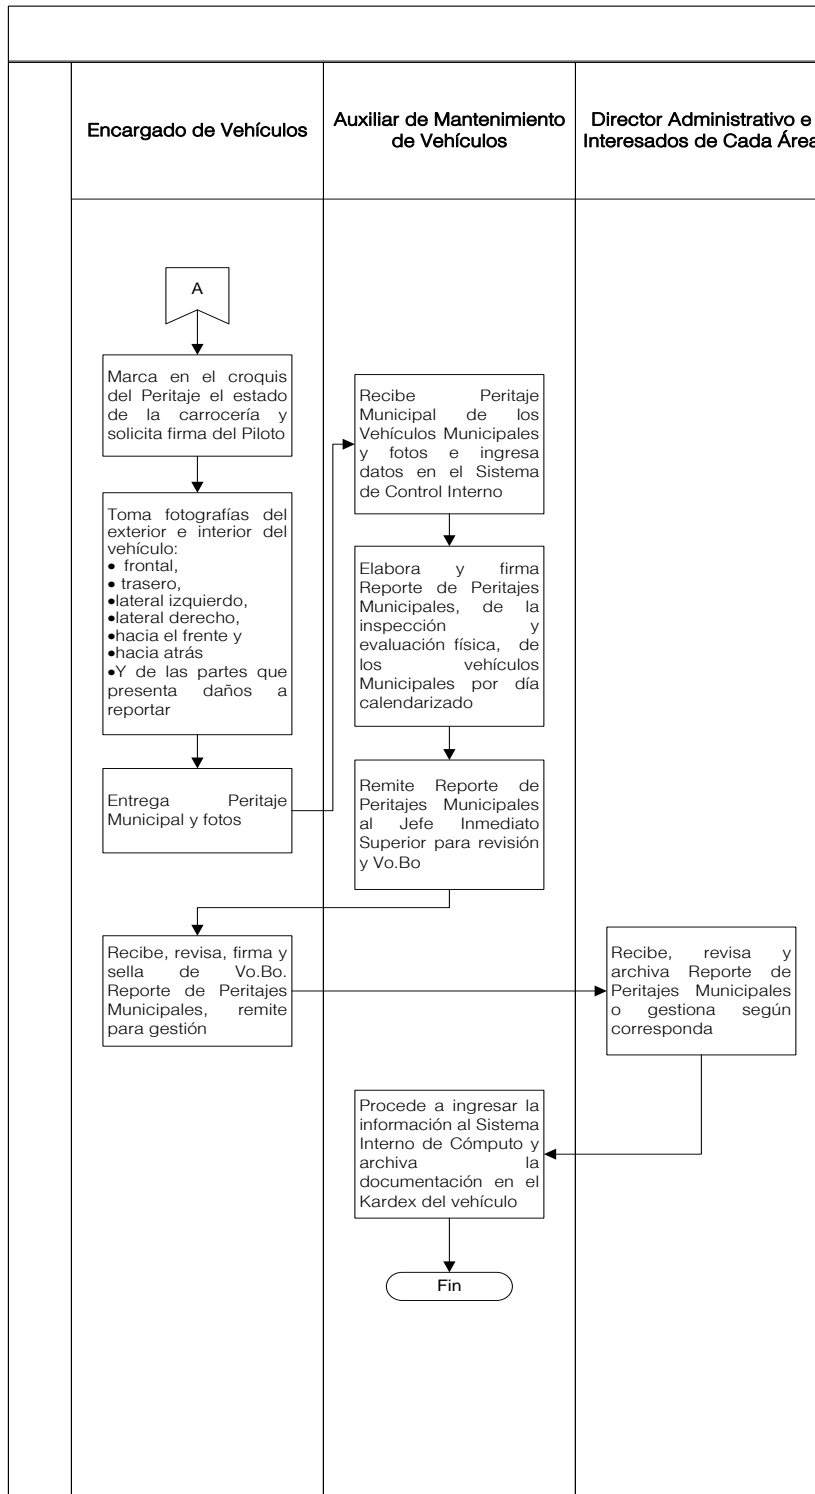 Encargado de Vehículos
Auxiliar de Mantenimiento
de Vehículos
Director Administrativo e
Interesados de Cada Área
A
Marca en el croquis
del Peritaje el estado
de la carrocería y
solicita firma del Piloto
Toma fotografías del
exterior e interior del
vehículo:
• frontal,
• trasero,
•lateral izquierdo,
•lateral derecho,
•hacia el frente y
•hacia atrás
•Y de las partes que
presenta daños a
reportar
Entrega Peritaje
Municipal y fotos
Recibe Peritaje
Municipal de los
Vehículos Municipales
y fotos e ingresa
datos en el Sistema
de Control Interno
Elabora y firma
Reporte de Peritajes
Municipales, de la
inspección y
evaluación física, de
los vehículos
Municipales por día
calendarizado
Remite Reporte de
Peritajes Municipales
al Jefe Inmediato
Superior para revisión
y Vo.Bo
Recibe, revisa, firma y
sella de Vo.Bo.
Reporte de Peritajes
Municipales, remite
para gestión
Recibe, revisa y
archiva Reporte de
Peritajes Municipales
o gestiona según
corresponda
Procede a ingresar la
información al Sistema
Interno de Cómputo y
archiva la
documentación en el
Kardex del vehículo
Fin